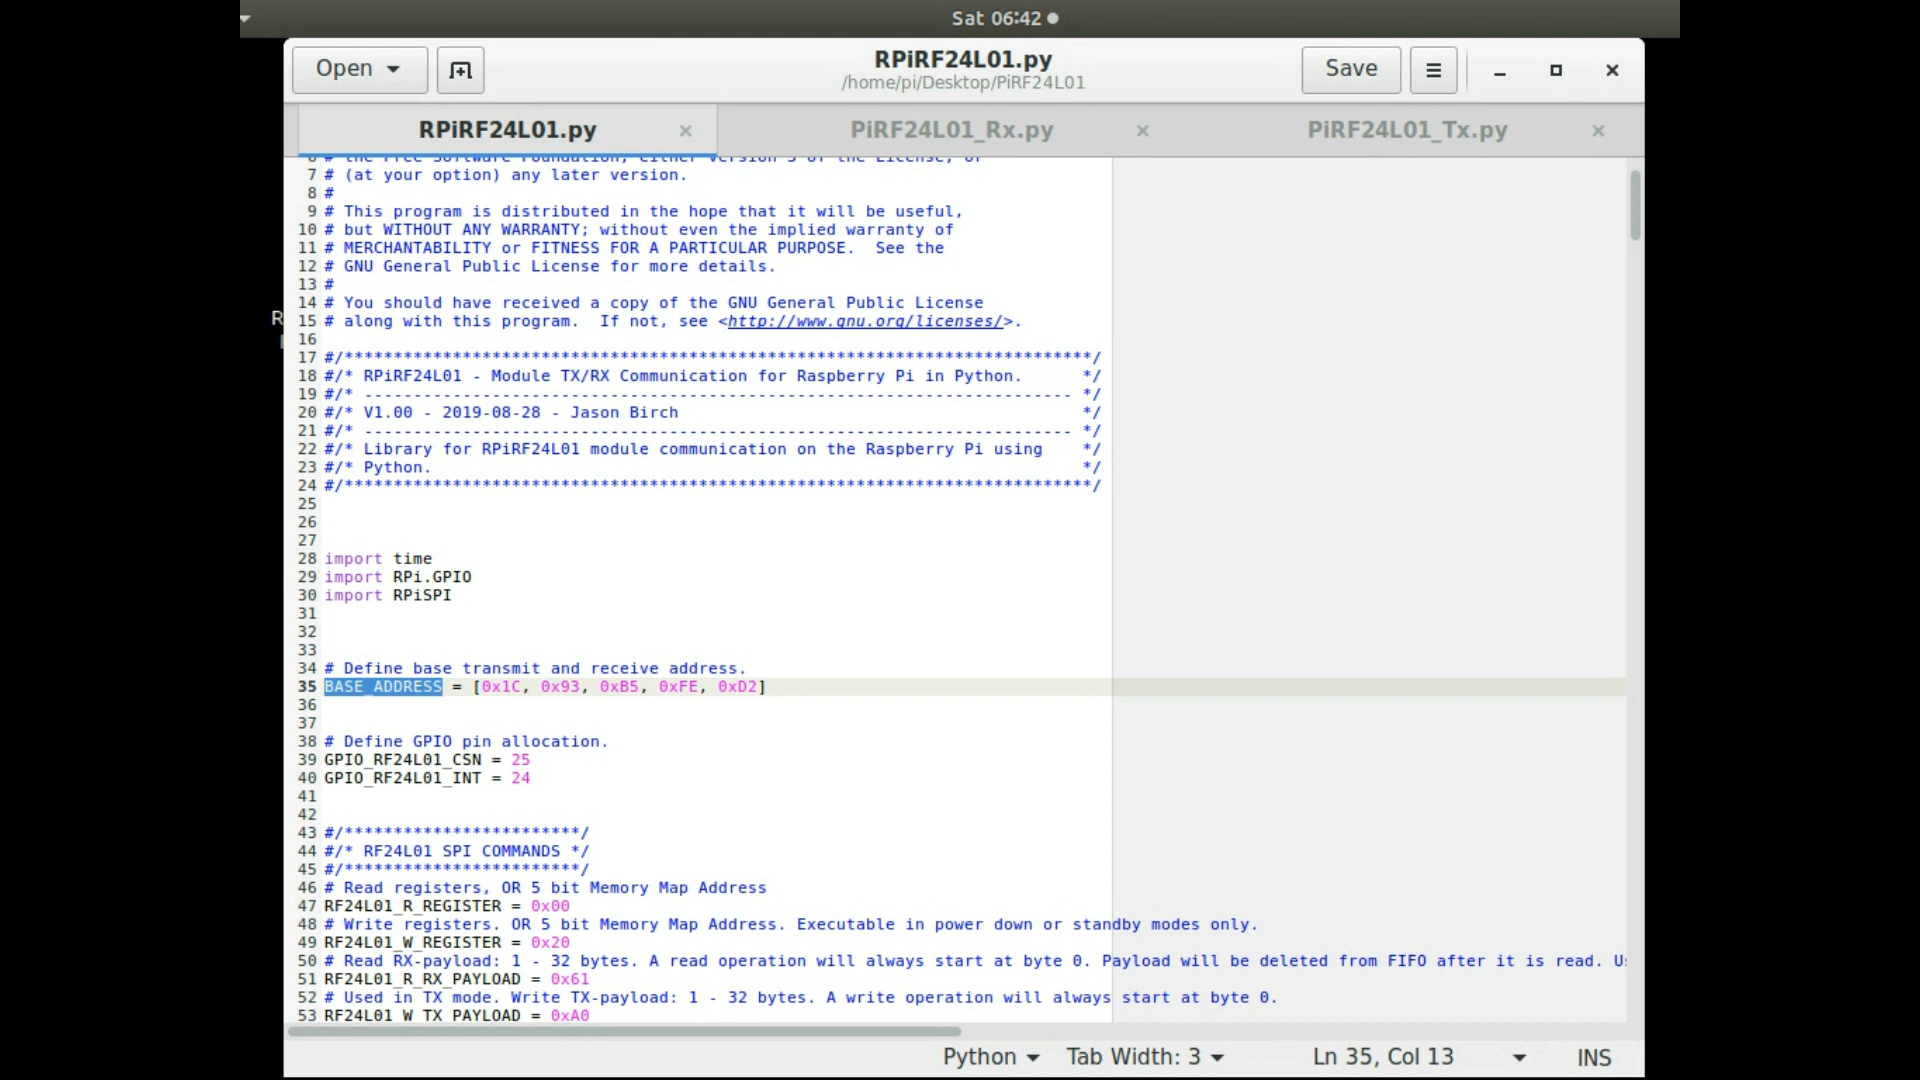 Sat 06:42
Open
RPiRF24L01.py
/home/pi/Desktop/PiRF24L01
Save
RPiRF24L01.py
PiRF24L01_Rx.py
PiRF24L01_Tx.py
6 # the Free Software Foundation, either version 3 of the License, or
7 # (at your option) any later version.
8 #
9 # This program is distributed in the hope that it will be useful,
10 # but WITHOUT ANY WARRANTY; without even the implied warranty of
11 # MERCHANTABILITY or FITNESS FOR A PARTICULAR PURPOSE.  See the
12 # GNU General Public License for more details.
13 #
14 # You should have received a copy of the GNU General Public License
15 # along with this program.  If not, see <http://www.gnu.org/licenses/>.
16
17 #/****************************************************************************/
18 #/* RPiRF24L01 - Module TX/RX Communication for Raspberry Pi in Python.      */
19 #/* ------------------------------------------------------------------------ */
20 #/* V1.00 - 2019-08-28 - Jason Birch                                         */
21 #/* ------------------------------------------------------------------------ */
22 #/* Library for RPiRF24L01 module communication on the Raspberry Pi using    */
23 #/* Python.                                                                  */
24 #/****************************************************************************/
25
26
27
28 import time
29 import RPi.GPIO
30 import RPiSPI
31
32
33
34 # Define base transmit and receive address.
35 BASE_ADDRESS = [0x1C, 0x93, 0xB5, 0xFE, 0xD2]
36
37
38 # Define GPIO pin allocation.
39 GPIO_RF24L01_CSN = 25
40 GPIO_RF24L01_INT = 24
41
42
43 #/************************/
44 #/* RF24L01 SPI COMMANDS */
45 #/************************/
46 # Read registers, OR 5 bit Memory Map Address
47 RF24L01_R_REGISTER = 0x00
48 # Write registers. OR 5 bit Memory Map Address. Executable in power down or standby modes only.
49 RF24L01_W_REGISTER = 0x20
50 # Read RX-payload: 1 - 32 bytes. A read operation will always start at byte 0. Payload will be deleted from FIFO after it is read.
51 RF24L01_R_RX_PAYLOAD = 0x61
52 # Used in TX mode. Write TX-payload: 1 - 32 bytes. A write operation will always start at byte 0.
53 RF24L01_W_TX_PAYLOAD = 0xA0
Python
Tab Width: 3
Ln 35, Col 13
INS